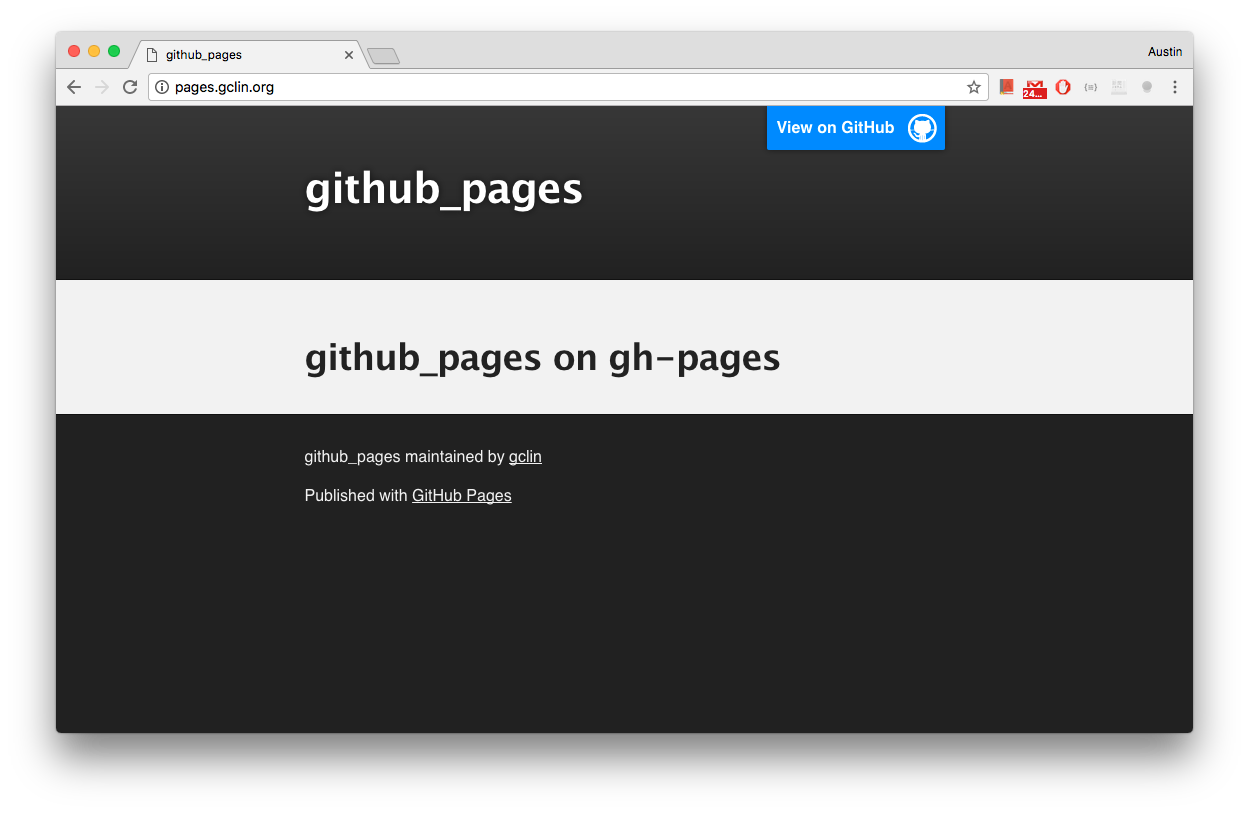 github_pages
Austin
pages.gclin.org
24...
View on GitHub
github_pages
github_pages on gh-pages
github_pages maintained by gclin
Published with GitHub Pages